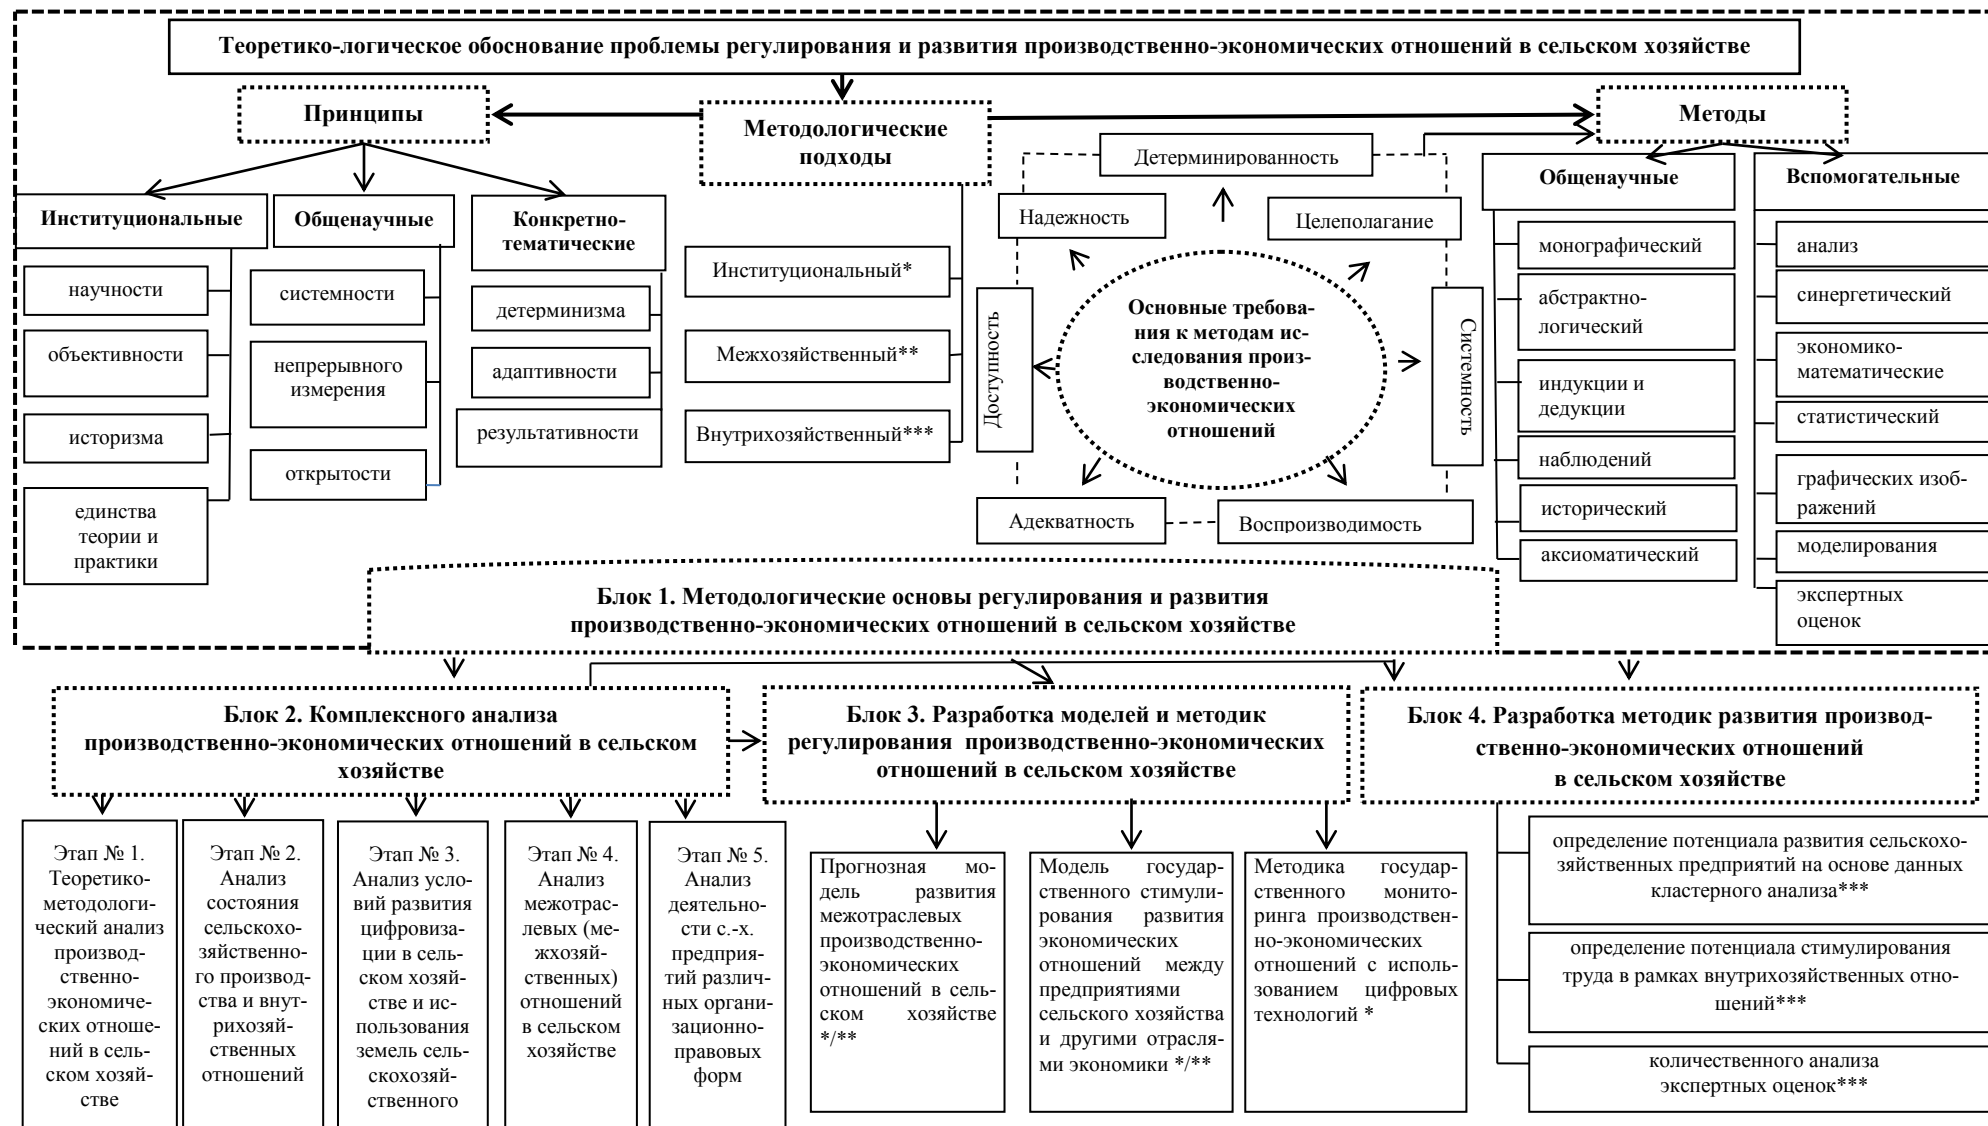 Теоретико-логическое обоснование проблемы регулирования и развития производственно-экономических отношений в сельском хозяйстве
Принципы
Методологические
подходы
Методы
Институциональные
научности
объективности
историзма
единства
теории и
практики
Общенаучные
системности
непрерывного
измерения
открытости
Конкретно-
тематические
детерминизма
адаптивности
результативности
Институциональный*
Межхозяйственный**
Внутрихозяйственный***
Детерминированность
Надежность
Целеполагание
Доступность
Основные требова-
ния к методам ис-
следования произ-
водственно-
экономических
отношений
Системность
Адекватность
Воспроизводимость
Общенаучные
монографический
абстрактно-
логический
индукции и
дедукции
наблюдений
исторический
аксиоматический
Вспомогательные
анализ
синергетический
экономико-
математические
статистический
графических изоб-
ражений
моделирования
экспертных
оценок
Блок 1. Методологические основы регулирования и развития
производственно-экономических отношений в сельском хозяйстве
Блок 2. Комплексного анализа
производственно-экономических отношений в сельском
хозяйстве
Блок 3. Разработка моделей и методик
регулирования производственно-экономических
отношений в сельском хозяйстве
Блок 4. Разработка методик развития производ-
ственно-экономических отношений
в сельском хозяйстве
Этап № 1.
Теоретико-
методологи-
ческий анализ
производ-
ственно-
экономиче-
ских отноше-
ний в сель-
ском хозяй-
стве
Этап № 2.
Анализ
состояния
сельскохо-
зяйственно-
го производ-
ства и внут-
рихозяй-
ственных
отношений
Этап № 3.
Анализ усло-
вий развития
цифровиза-
ции в сель-
ском хозяй-
стве и ис-
пользования
земель сель-
скохозяй-
ственного
Этап № 4.
Анализ
межотрас-
левых (ме-
жхозяй-
ственных)
отношений
в сельском
хозяйстве
Этап № 5.
Анализ
деятельно-
сти с.-х.
предприя-
тий различ-
ных органи-
зационно-
правовых
форм
Прогнозная мо-
дель развития
межотраслевых
производственно-
экономических
отношений в сель-
ском хозяйстве
*/**
Модель государ-
ственного стимули-
рования развития
экономических
отношений между
предприятиями
сельского хозяйства
и другими отрасля-
ми экономики */**
Методика государ-
ственного монито-
ринга производствен-
но-экономических
отношений с исполь-
зованием цифровых
технологий *
определение потенциала развития сельскохо-
зяйственных предприятий на основе данных
кластерного анализа***
определение потенциала стимулирования
труда в рамках внутрихозяйственных отно-
шений***
количественного анализа
экспертных оценок***